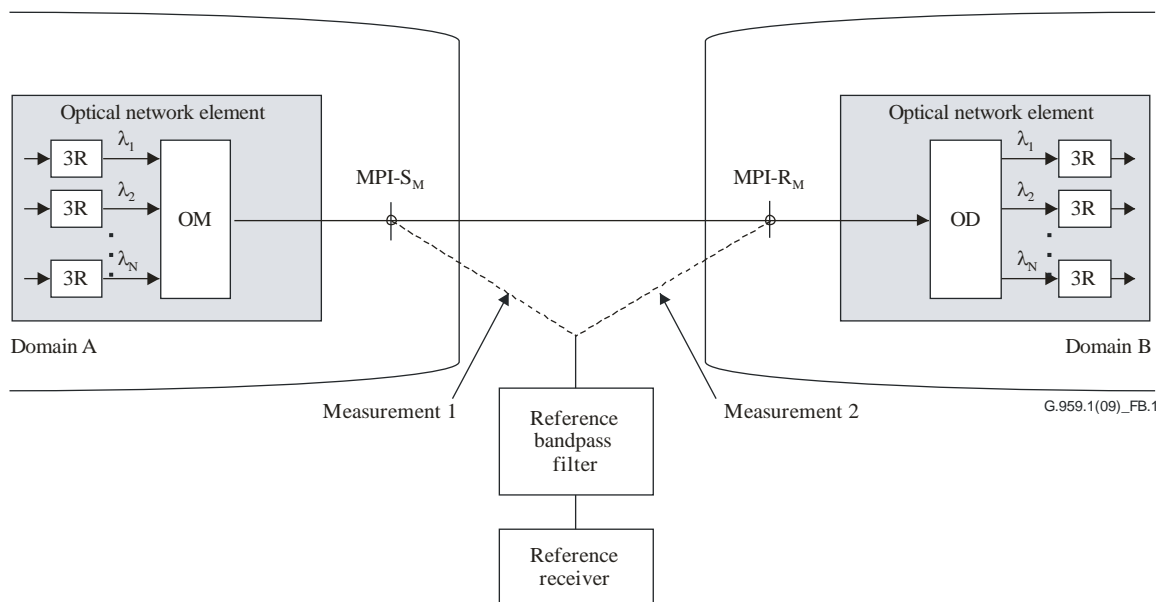 Optical network element
3R
λ1
3R
λ2
3R
λN
OM
MPI-SM
Domain A
Optical network element
MPI-RM
OD
λ1
3R
λ2
3R
λN
3R
Domain B
Measurement 1
Measurement 2
G.959.1(09)_FB.1
Reference
bandpass
filter
Reference
receiver